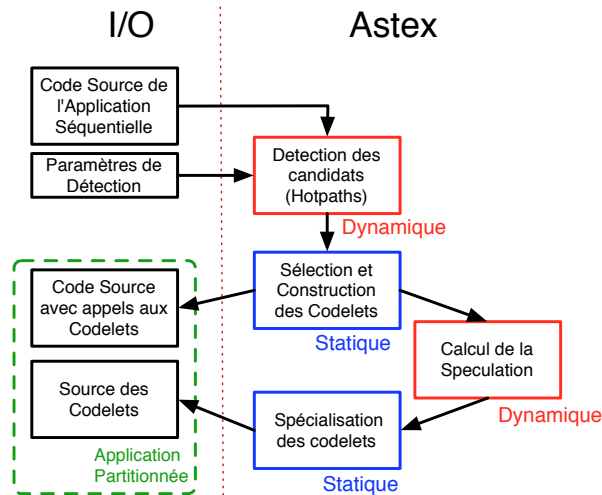 I/O
Astex
Code Source de
l'Application
Séquentielle
Paramètres de
Détection
Detection des
candidats
(Hotpaths)
Dynamique
Sélection et
Construction
des Codelets
Statique
Code Source
avec appels aux
Codelets
Calcul de la
Speculation
Dynamique
Source des
Codelets
Spécialisation
des codelets
Statique
Application
Partitionnée